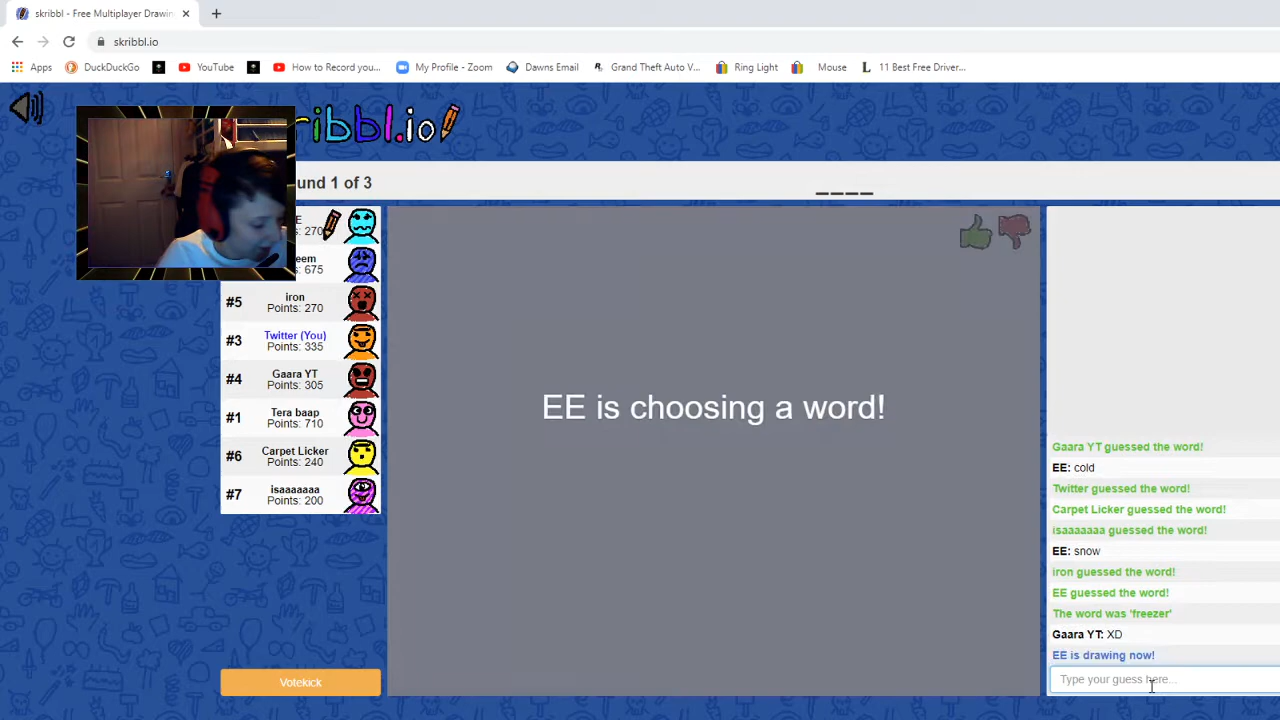 skribbl - Free Multiplayer Drawin
skribbl.io
Apps
DuckDuckGo
YouTube
How to Record you...
My Profile - Zoom
Dawns Email
Grand Theft Auto V...
Ring Light
Mouse
11 Best Free Driver...
ribbl.io
und 1 of 3
____
E
: 270
eem
: 675
#5
iron
Points: 270
#3
Twitter (You)
Points: 335
#4
Gaara YT
Points: 305
#1
Tera baap
Points: 710
#6
Carpet Licker
Points: 240
#7
isaaaaaaa
Points: 200
Votekick
EE is choosing a word!
Gaara YT guessed the word!
EE: cold
Twitter guessed the word!
Carpet Licker guessed the word!
isaaaaaaa guessed the word!
EE: snow
iron guessed the word!
EE guessed the word!
The word was 'freezer'
Gaara YT: XD
EE is drawing now!
Type your guess here...